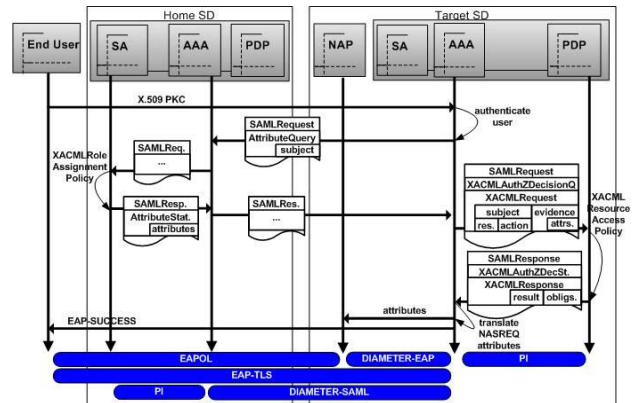 Home SD
Target SD
End User
SA
AAA
PDP
NAP
SA
AAA
PDP
X.509 PKC
authenticate
user
SAMLRequest
AttributeQuery
subject
SAMLReq.
...
XACMLRole
Assignment
Policy
SAMLResp.
AttributeStat.
attributes
SAMLRes.
...
SAMLRequest
XACMLAuthZDecisionQ
XACMLRequest
subject
evidence
res.
action
attrs.
XACML
Resource
Access
Policy
SAMLResponse
XACMLAuthZDecSt.
XACMLResponse
result
obligs.
attributes
EAP-SUCCESS
translate
NASREQ
attributes
EAPOL
DIAMETER-EAP
PI
EAP-TLS
PI
DIAMETER-SAML